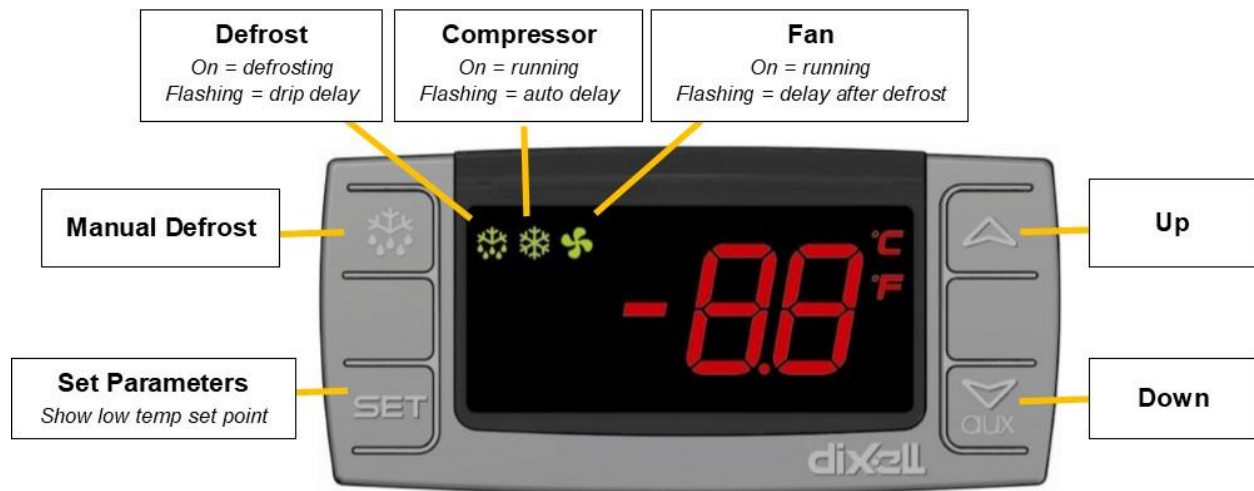 Defrost
On = defrosting
Flashing = drip delay
Compressor
On = running
Flashing = auto delay
Fan
On = running
Flashing = delay after defrost
Manual Defrost
Up
-8.8
°C
°F
Set Parameters
Show low temp set point
SET
Down
aux
dixell